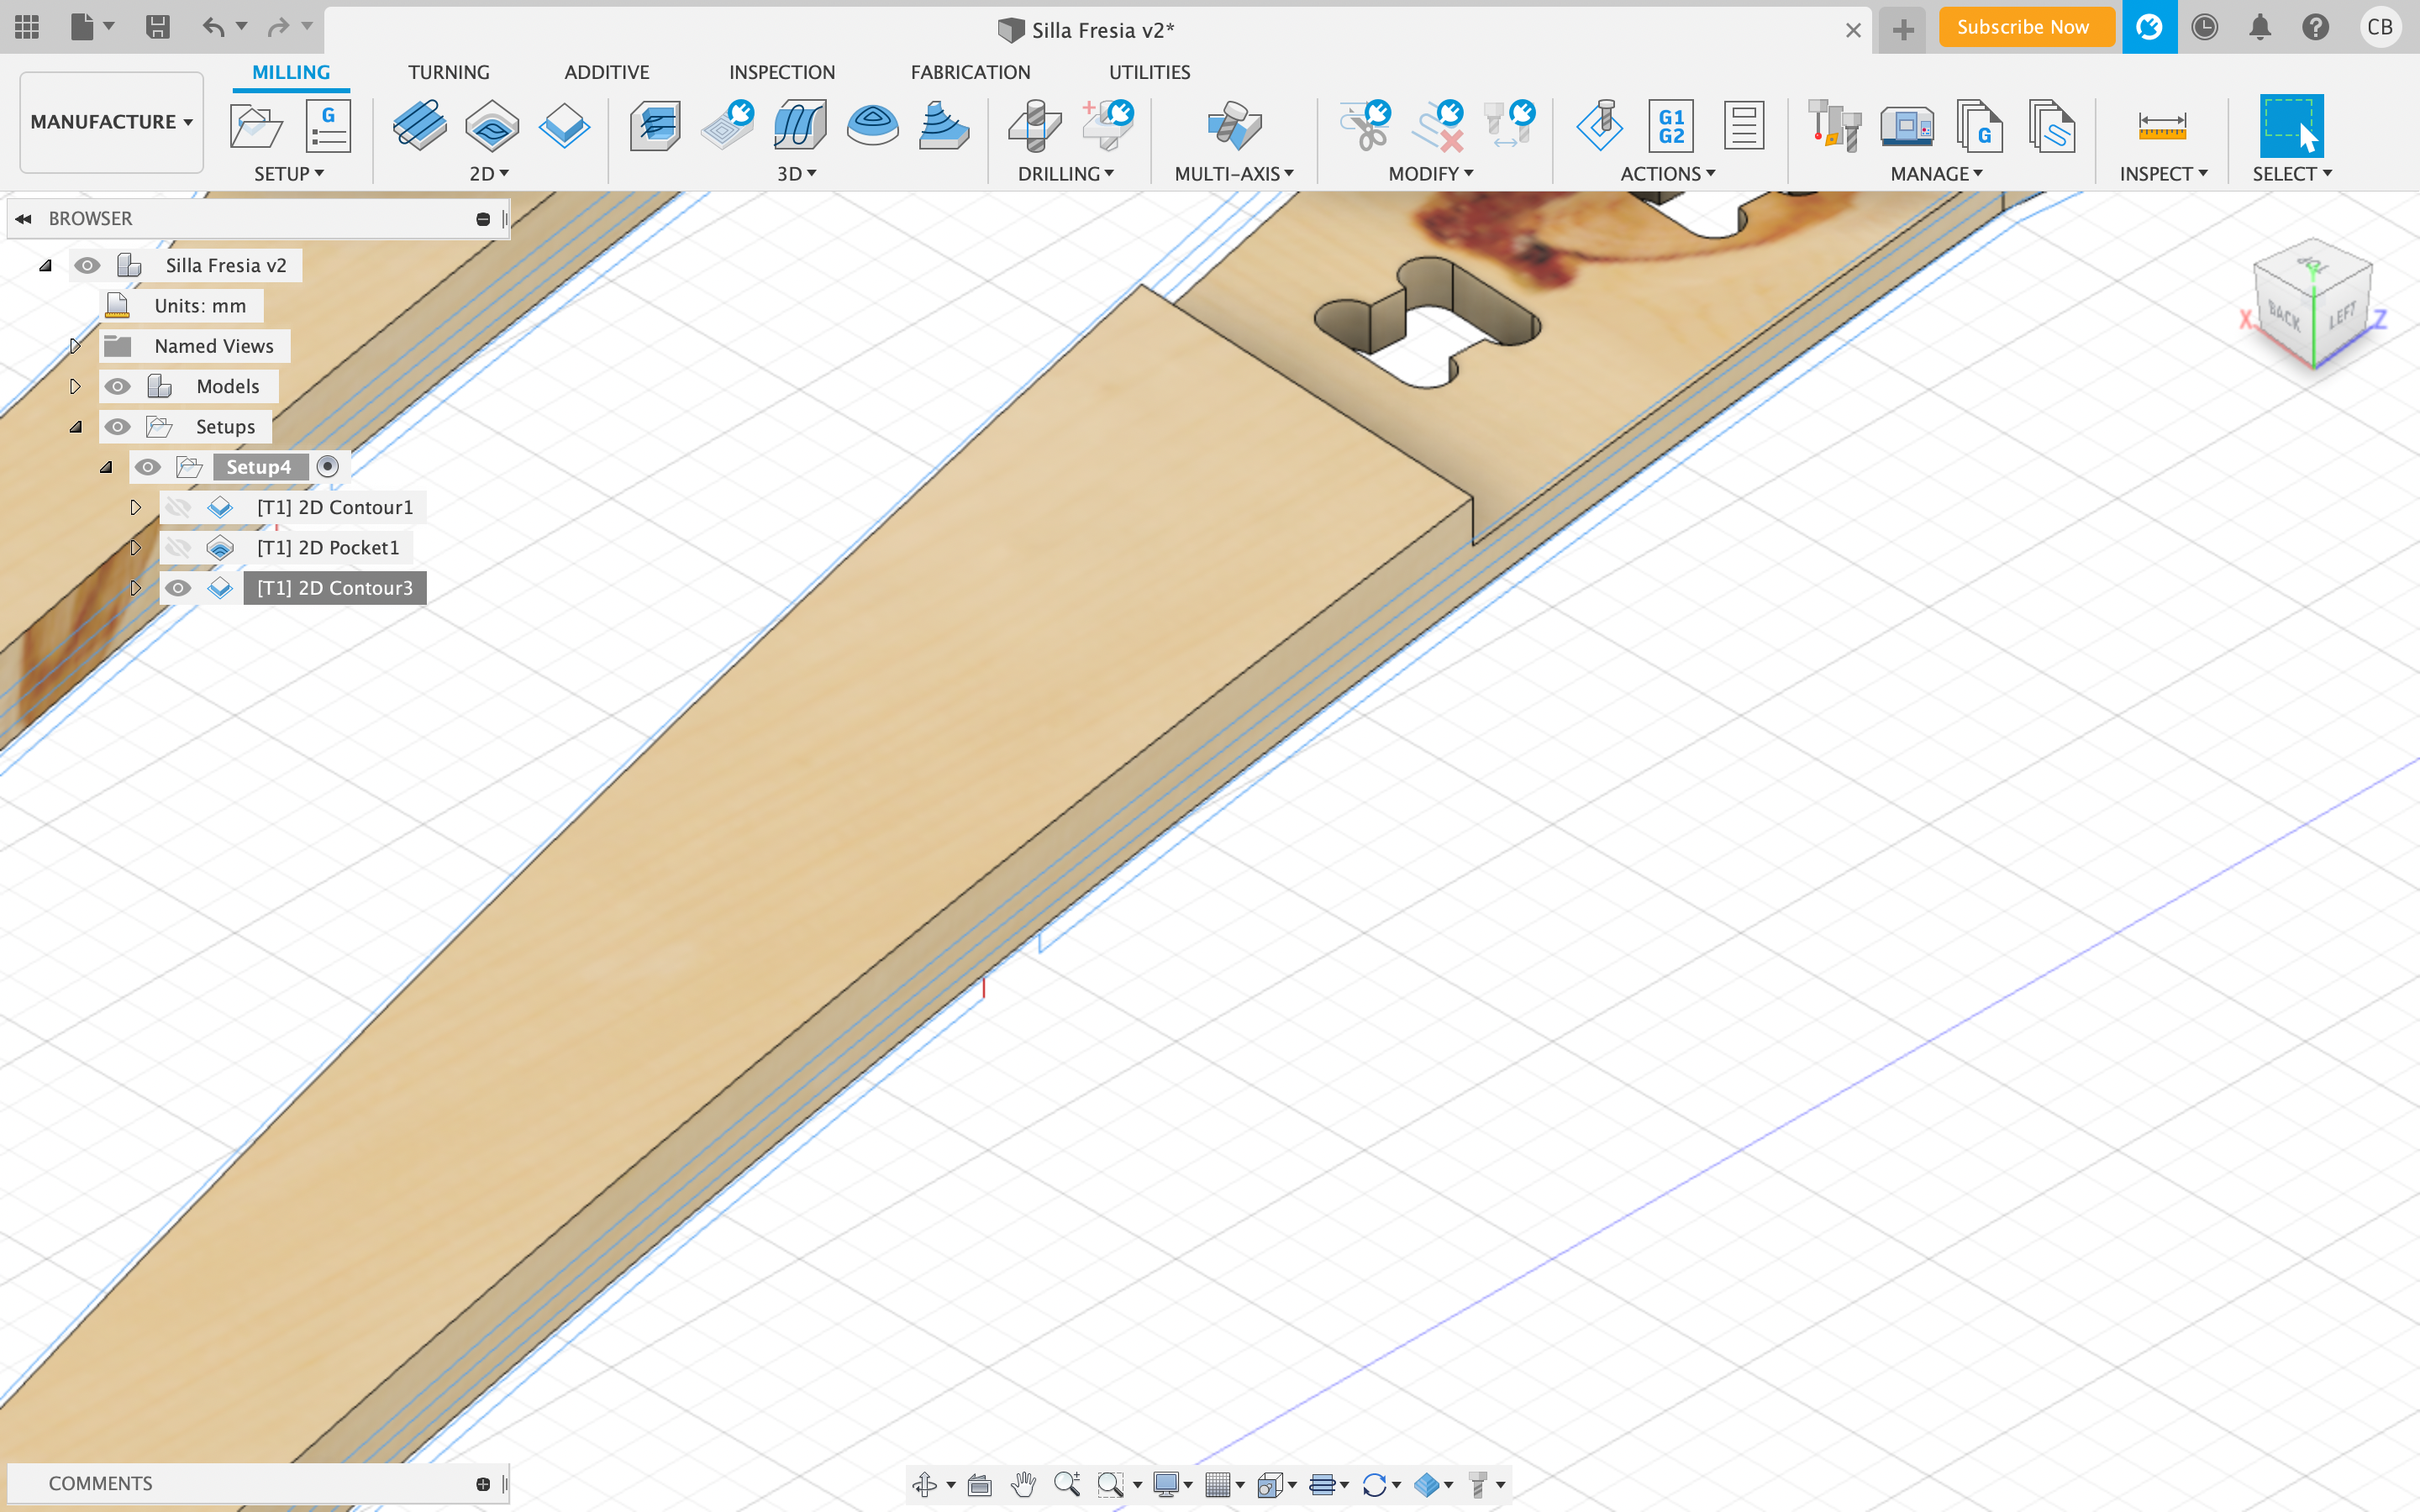 Silla Fresia v2*
Subscribe Now
CB
MANUFACTURE
MILLING
TURNING
ADDITIVE
INSPECTION
FABRICATION
UTILITIES
G
G1
G2
G
SETUP
2D
3D
DRILLING
MULTI-AXIS
MODIFY
ACTIONS
MANAGE
INSPECT
SELECT
BROWSER
Silla Fresia v2
Units: mm
Named Views
Models
Setups
Setup4
[T1] 2D Contour1
[T1] 2D Pocket1
[T1] 2D Contour3
TOP
BACK
LEFT
X
Z
COMMENTS